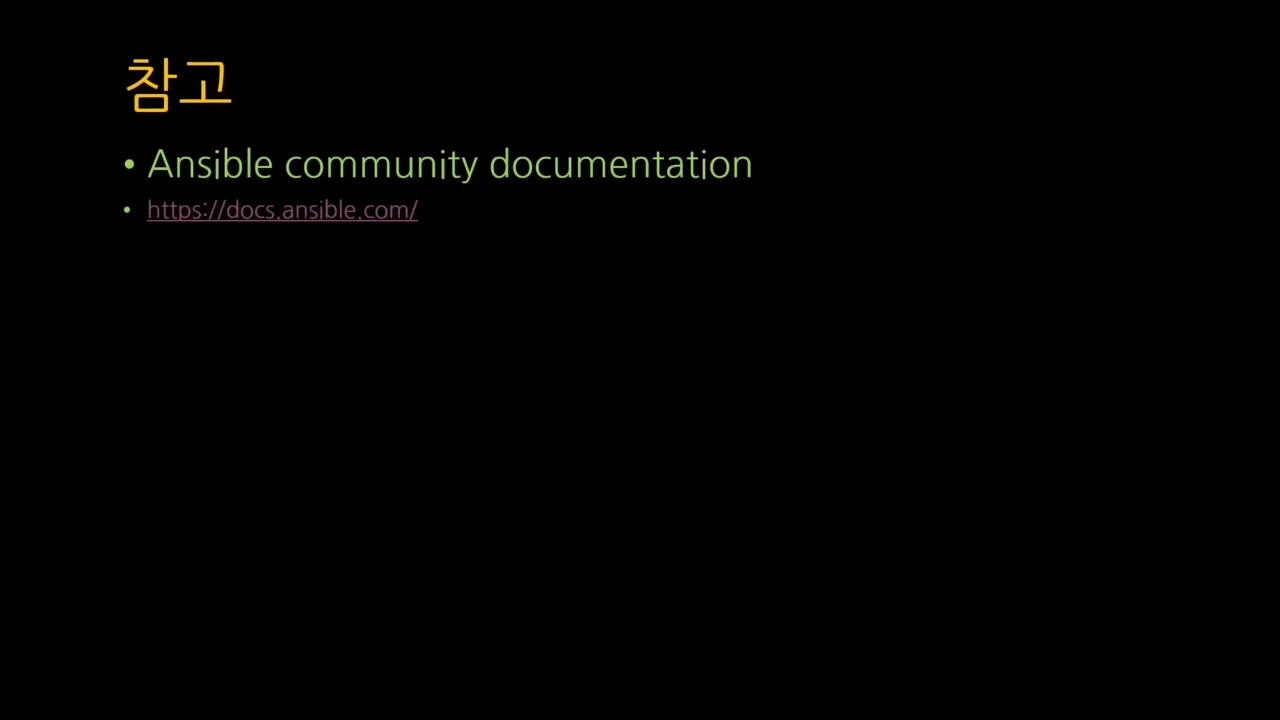 참고
• Ansible community documentation
• https://docs.ansible.com/